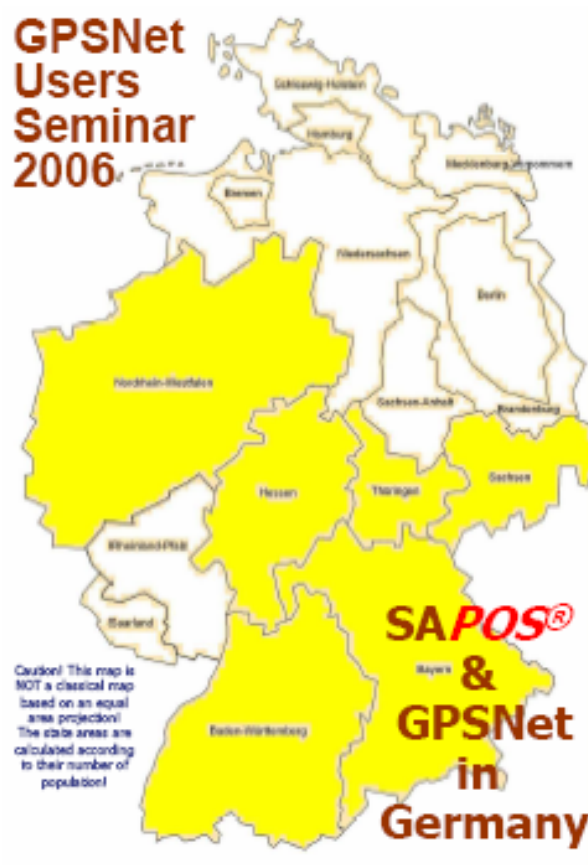 GPSNet
Users
Seminar
2006
Schleswig-Holstein
Hamburg
Mecklenburg-Vorpommern
Bremen
Niedersachsen
Berlin
Nordrhein-Westfalen
Sachsen-Anhalt
Brandenburg
Hessen
Thüringen
Sachsen
Rheinland-Pfalz
Saarland
SAPOS®
&
GPSNet
in
Germany
Bayern
Baden-Württemberg
Caution! This map is
NOT a classical map
based on an equal
area projection!
The state areas are
calculated according
to their number of
population!